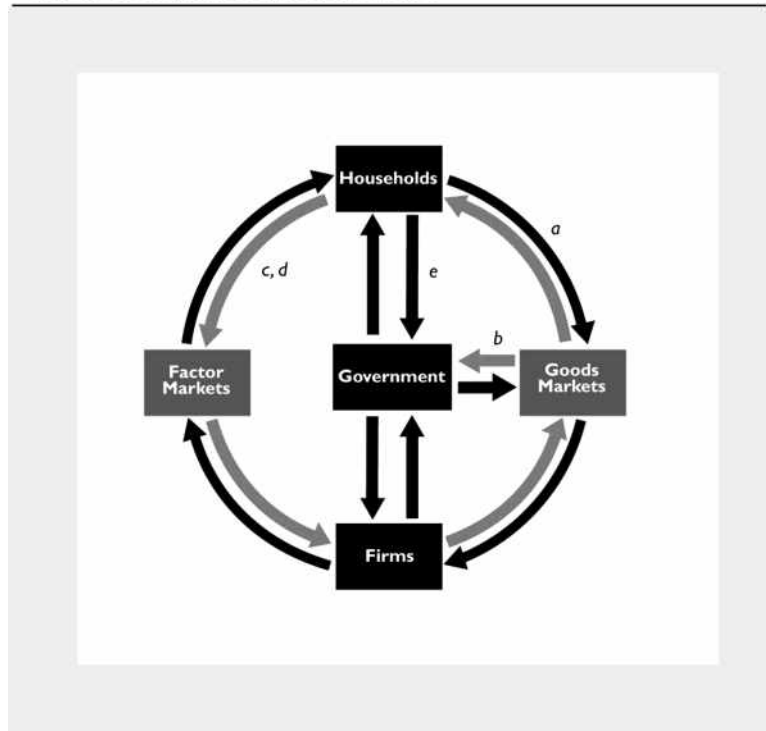 Households
a
c, d
e
b
Factor
Markets
Government
Goods
Markets
Firms